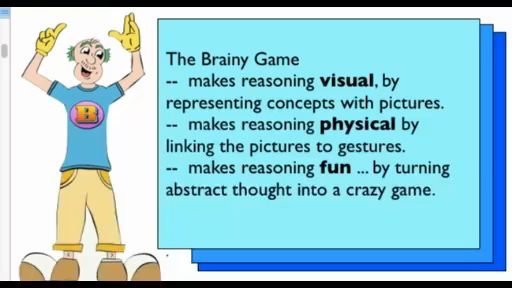 The Brainy Game
-- makes reasoning visual, by
representing concepts with pictures.
-- makes reasoning physical by
linking the pictures to gestures.
-- makes reasoning fun ... by turning
abstract thought into a crazy game.
B